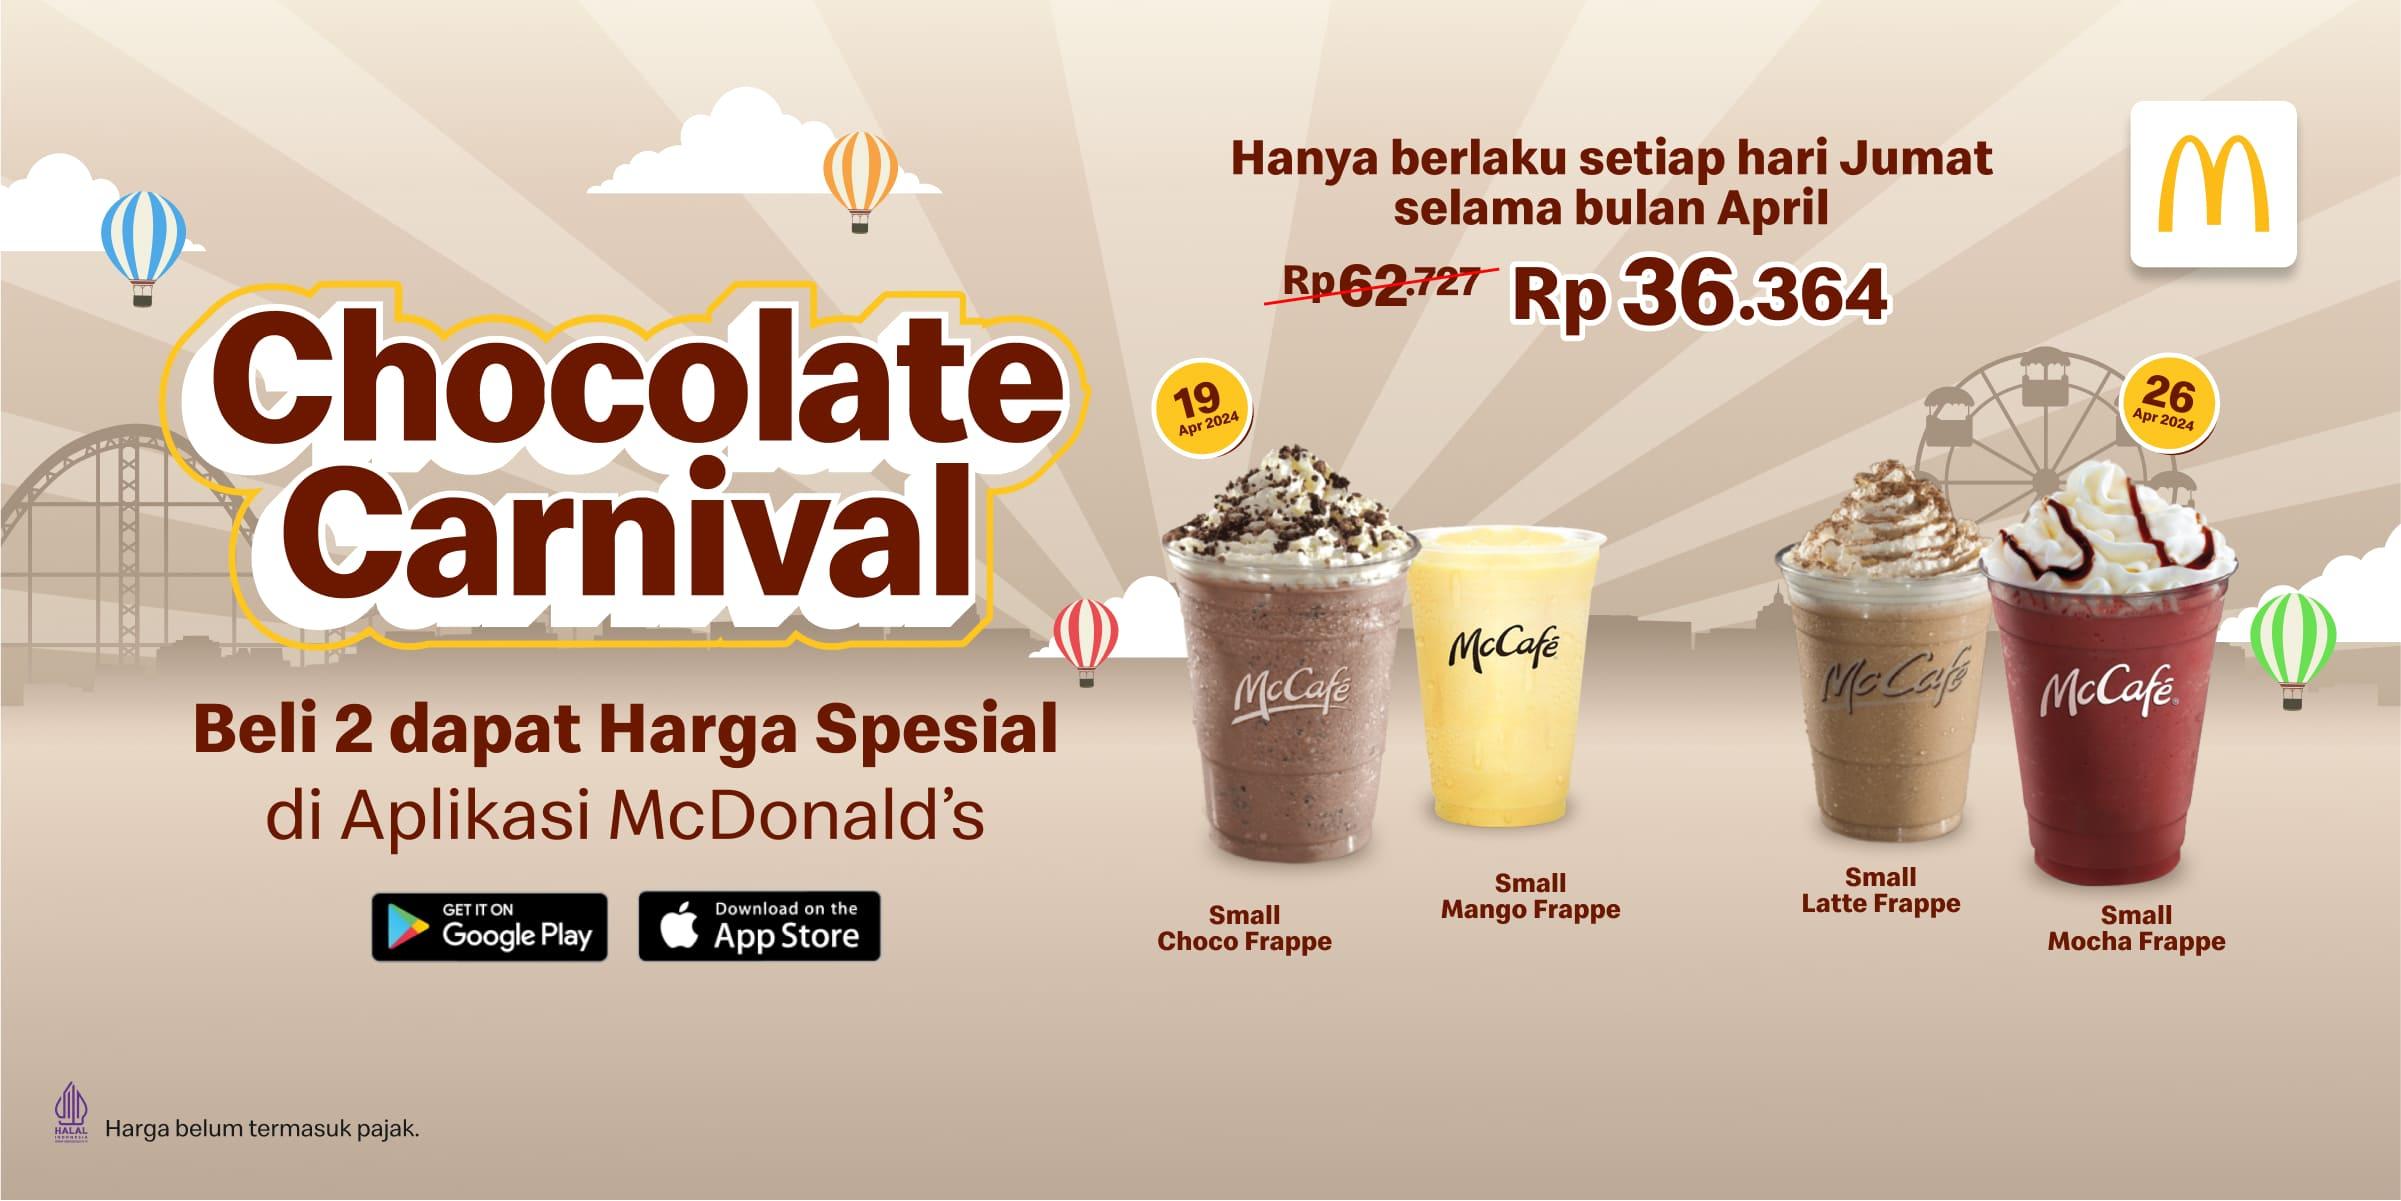 Chocolate
Carnival
Beli 2 dapat Harga Spesial
di Aplikasi McDonald's
GET IT ON
Google Play
Download on the
App Store
Hanya berlaku setiap hari Jumat
selama bulan April
Rp62.727 Rp 36.364
19
Apr 2024
26
Apr 2024
McCafé
McCafé
McCafé
McCafé®
Small
Choco Frappe
Small
Mango Frappe
Small
Latte Frappe
Small
Mocha Frappe
HALAL
INDONESIA
Harga belum termasuk pajak.